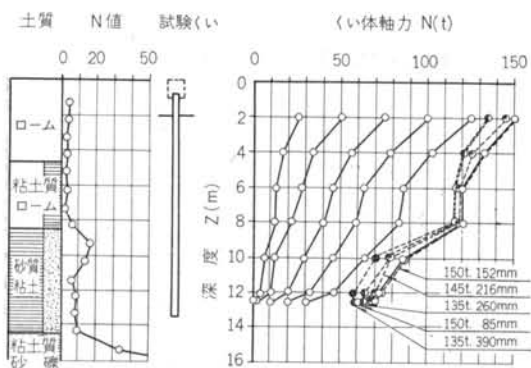 土質 N値 試験くい くい体軸力 N(t)
0 50 0 50 100 150
0
2
4
6
8
10
12
14
16
深度 Z(m)
ローム
粘土質
ローム
砂質
粘土
粘土質
砂礫
150t. 152mm
145t. 216mm
135t. 260mm
150t. 85mm
135t. 390mm